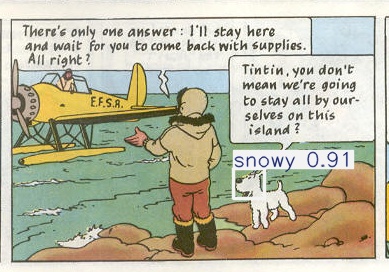 There's only one answer : I'll stay here
and wait for you to come back with supplies.
All right?
Tintin, you don't
mean we're going
to stay all by our-
selves on this
island?
E.F.S.R.
snowy 0.91